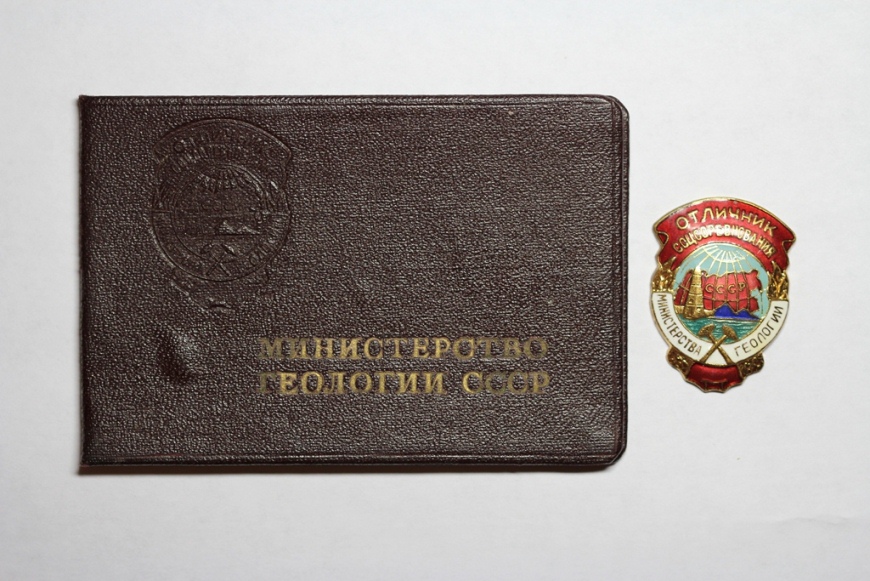 МИНИСТЕРСТВО
ГЕОЛОГИИ СССР
ОТЛИЧНИК
СОЦСОРЕВНОВАНИЯ
СССР
МИНИСТЕРСТВА ГЕОЛОГИИ